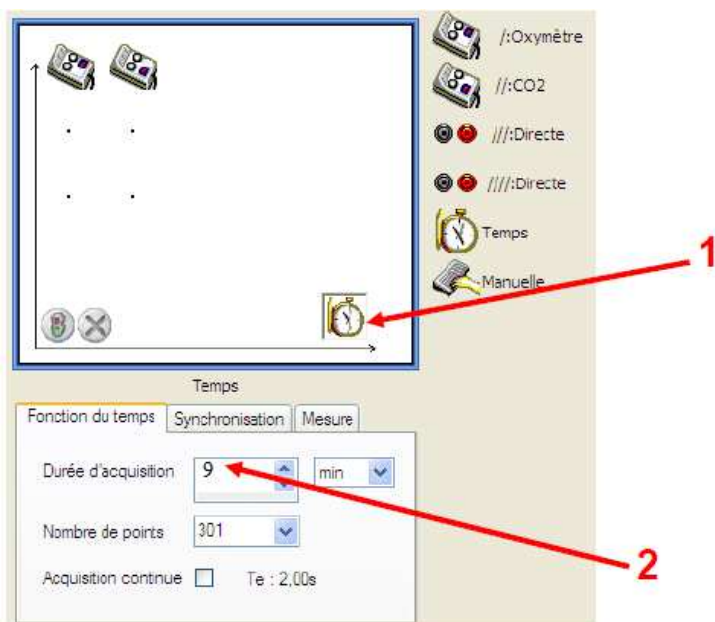 /:Oxymètre
//:CO2
///:Directe
////:Directe
Temps
Manuelle
1
Temps
Fonction du temps Synchronisation Mesure
Durée d'acquisition 9 min
Nombre de points 301
Acquisition continue Te : 2,00s
2